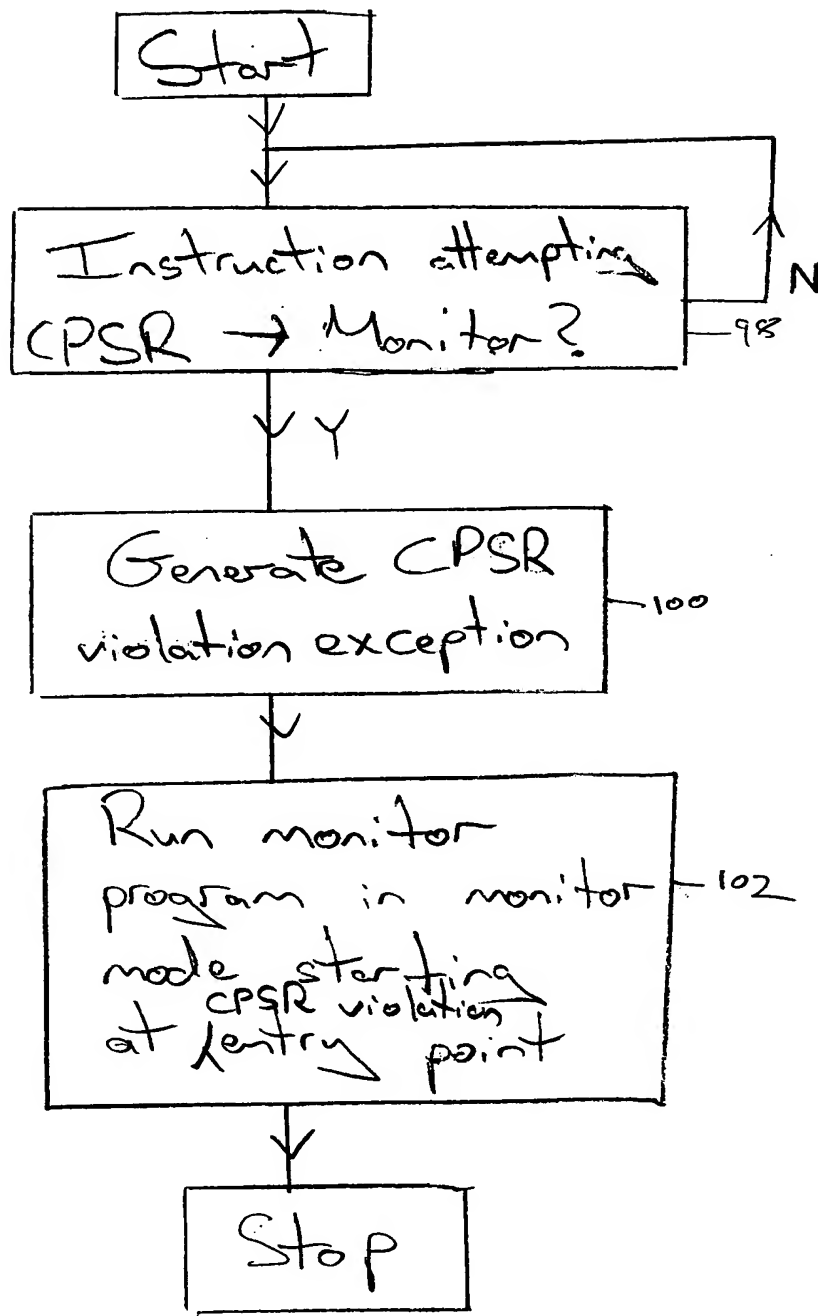 Start
Instruction attempting
CPSR → Monitor?
N
98
Y
Generate CPSR
violation exception
100
Run monitor
program in monitor
102
mode starting
CPSR violation
at entry point
Stop